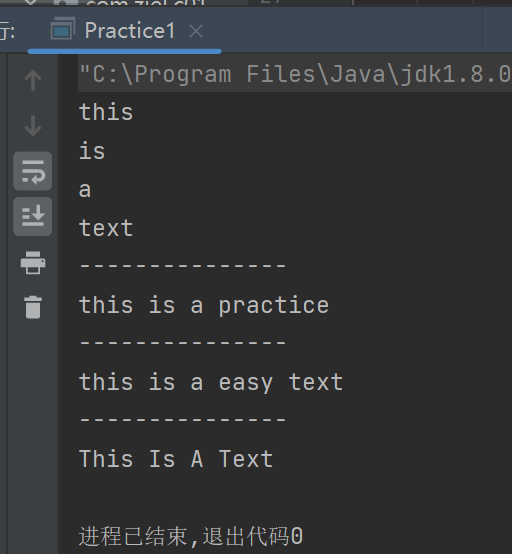 行:
Practice1
"C:\Program Files\Java\jdk1.8.0
this
is
a
text
---------------
this is a practice
---------------
this is a easy text
---------------
This Is A Text
进程已结束,退出代码0